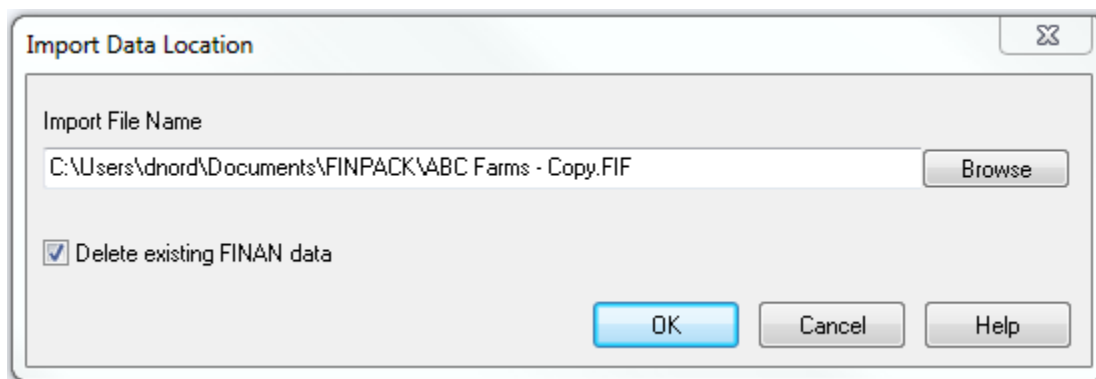 Import Data Location
Import File Name
C:\Users\dnord\Documents\FINPACK\ABC Farms - Copy.FIF
Browse
Delete existing FINAN data
OK
Cancel
Help